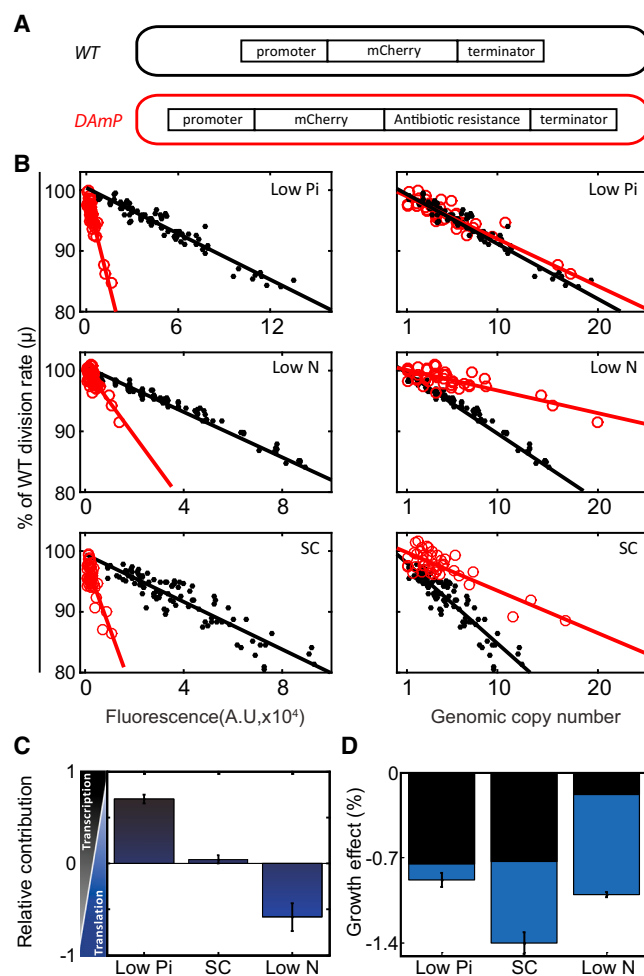 A
WT
promoter mCherry terminator
DAmP
promoter mCherry Antibiotic resistance terminator
B
% of WT division rate (μ)
Low Pi
100
90
80
0 6 12
Low Pi
1 10 20
Low N
100
90
80
0 4 8
Low N
1 10 20
SC
100
90
80
0 4 8
Fluorescence(A.U,x10⁴)
SC
1 10 20
Genomic copy number
C
Relative contribution
1
0
-1
Transcription
Translation
Low Pi SC Low N
D
Growth effect (%)
0
-0.7
-1.4
Low Pi SC Low N